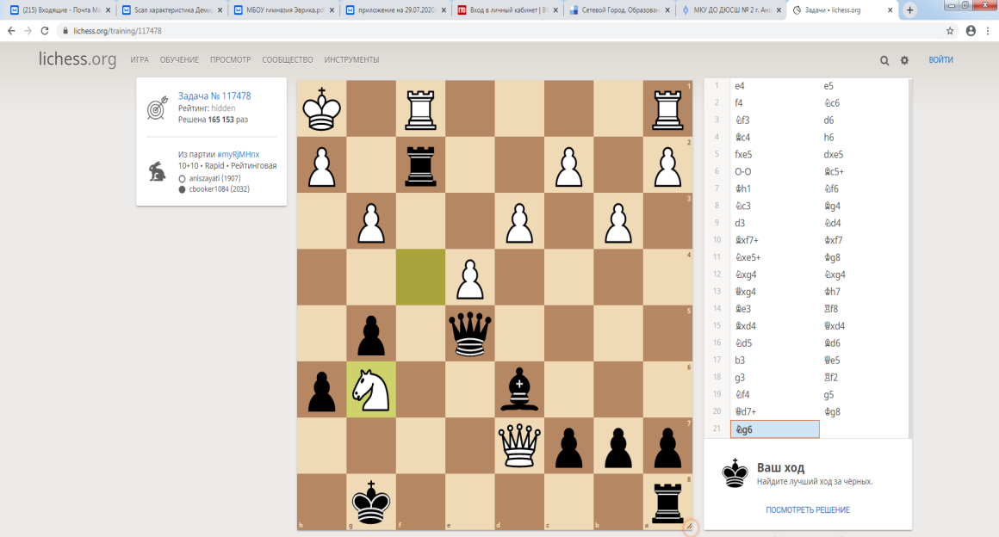 (215) Входящие - Почта Ma
Scan характеристика Деми
МБОУ гимназия Эврика.pdf
приложение на 29.07.2020
Вход в личный кабинет | ВФ
Сетевой Город. Образован
МКУ ДО ДЮСШ № 2 г. Ана
Задачи • lichess.org
lichess.org/training/117478
lichess.org
ИГРА ОБУЧЕНИЕ ПРОСМОТР СООБЩЕСТВО ИНСТРУМЕНТЫ
ВОЙТИ
Задача № 117478
Рейтинг: hidden
Решена 165 153 раз
Из партии #myRjMHnx
10+10 • Rapid • Рейтинговая
aniszayati (1907)
cbooker1084 (2032)
1
2
3
4
5
6
7
8
h g f e d c b a
1 e4 e5
2 f4 ♘c6
3 ♘f3 d6
4 ♗c4 h6
5 fxe5 dxe5
6 O-O ♗c5+
7 ♔h1 ♘f6
8 ♘c3 ♗g4
9 d3 ♘d4
10 ♗xf7+ ♔xf7
11 ♘xe5+ ♔g8
12 ♘xg4 ♘xg4
13 ♕xg4 ♔h7
14 ♗e3 ♖f8
15 ♗xd4 ♕xd4
16 ♘d5 ♗d6
17 b3 ♕e5
18 g3 ♖f2
19 ♘f4 g5
20 ♕d7+ ♔g8
21 ♘g6
Ваш ход
Найдите лучший ход за чёрных.
ПОСМОТРЕТЬ РЕШЕНИЕ